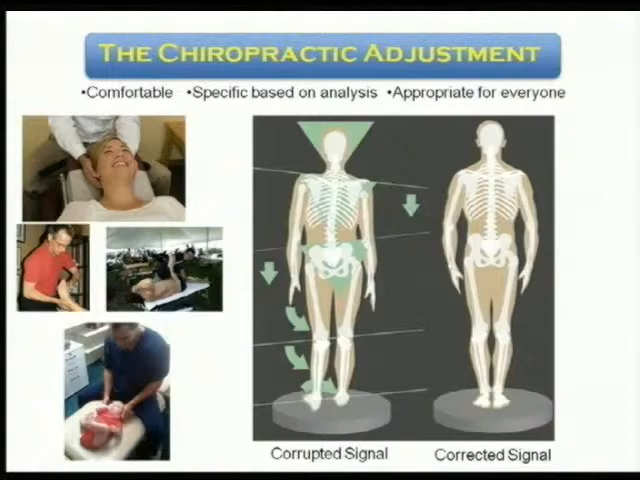 THE CHIROPRACTIC ADJUSTMENT
•Comfortable •Specific based on analysis •Appropriate for everyone
Corrupted Signal
Corrected Signal